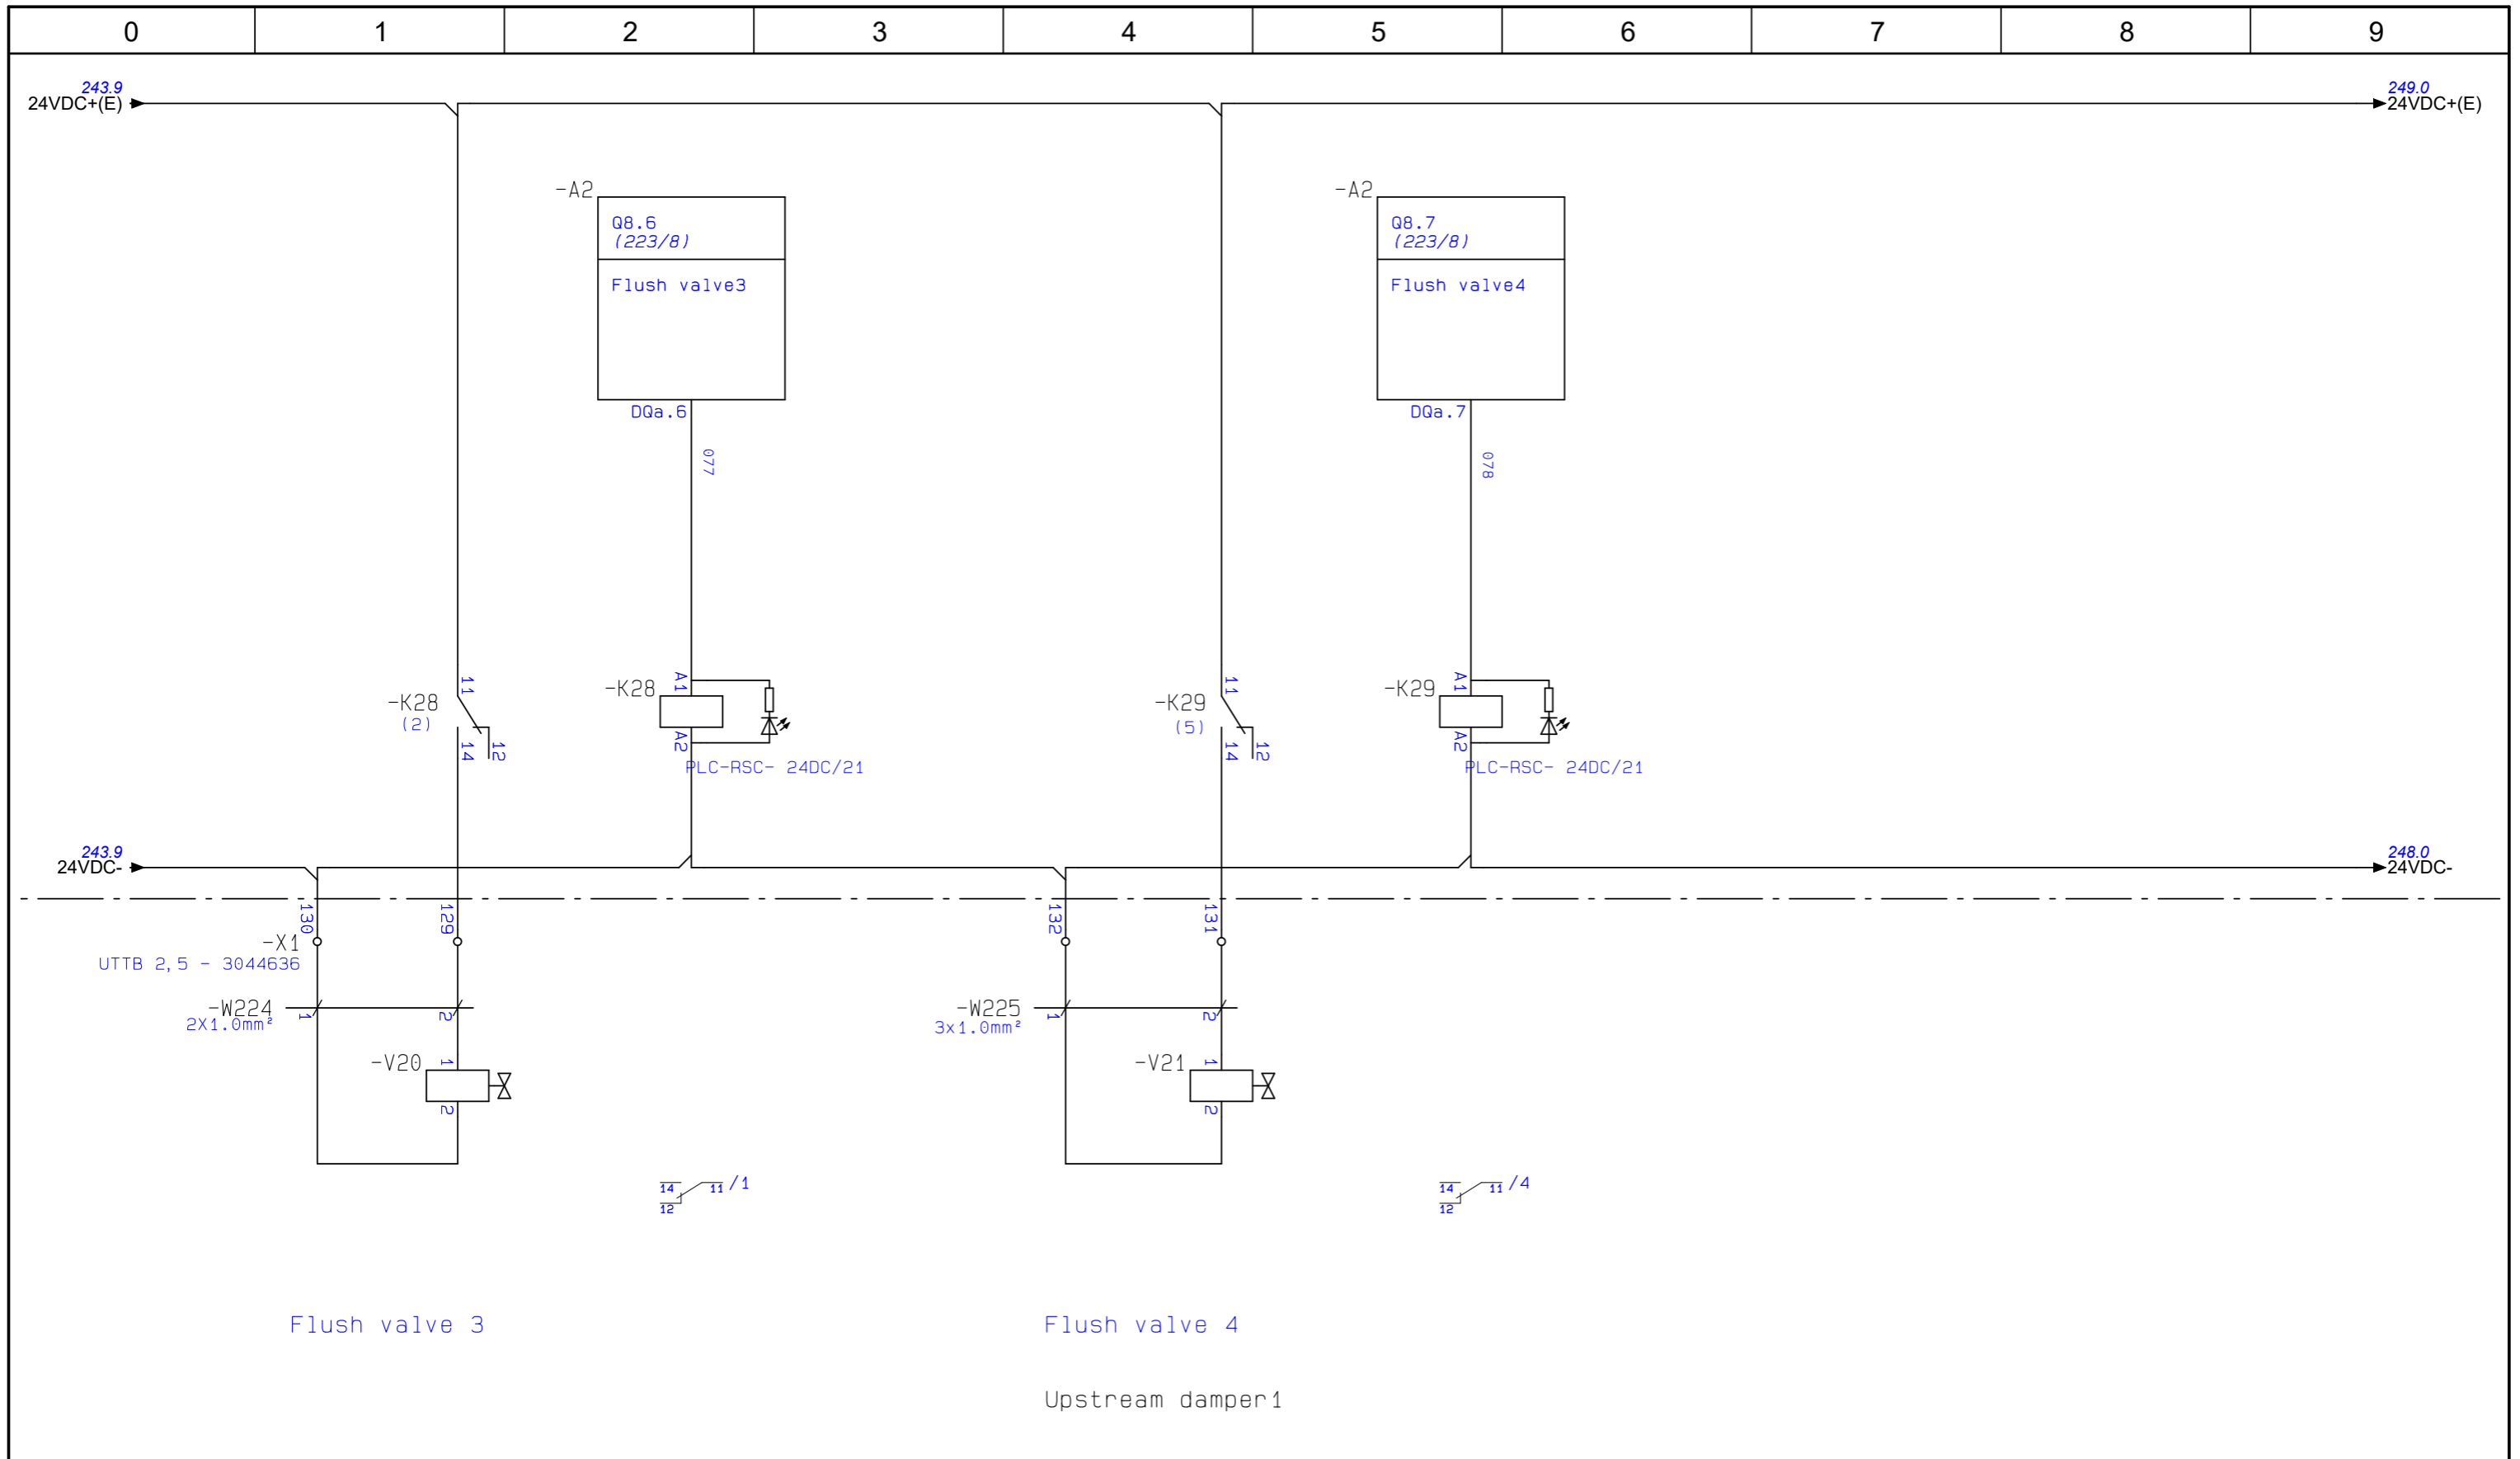 0 1 2 3 4 5 6 7 8 9
243.9
24VDC+(E)
249.0
24VDC+(E)
-A2
Q8.6
(223/8)
Flush valve3
DQa.6
077
-A2
Q8.7
(223/8)
Flush valve4
DQa.7
078
-K28
(2)
11
14
12
-K28
A1
A2
PLC-RSC- 24DC/21
-K29
(5)
11
14
12
-K29
A1
A2
PLC-RSC- 24DC/21
243.9
24VDC-
248.0
24VDC-
130
129
132
131
-X1
UTTB 2,5 - 3044636
-W224
2X1.0mm²
1
2
-W225
3x1.0mm²
1
2
-V20
1
2
-V21
1
2
14
11 /1
12
14
11 /4
12
Flush valve 3
Flush valve 4
Upstream damper1